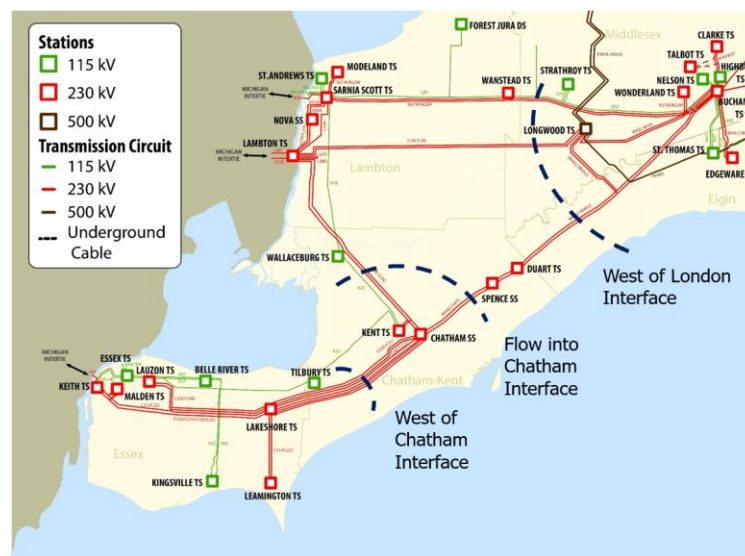 Stations
115 kV
230 kV
500 kV
Transmission Circuit
115 kV
230 kV
500 kV
Underground
Cable
FOREST JURA DS
Middlesex
CLARKE TS
TALBOT TS
MODELAND TS
ST.ANDREWS TS
SARNIA SCOTT TS
WANSTEAD TS
STRATHROY TS
NELSON TS
HIGHB
TS
WONDERLAND TS
BUCHA
TS
MICHIGAN
INTERTIE
NOVA SS
LONGWOOD TS
LAMBTON TS
MICHIGAN
INTERTIE
Lambton
ST. THOMAS TS
EDGEWARE
Elgin
WALLACEBURG TS
DUART TS
SPENCE SS
West of London
Interface
KENT TS
CHATHAM SS
Flow into
Chatham
Interface
MICHIGAN
INTERTIE
ESSEX TS
LAUZON TS
BELLE RIVER TS
TILBURY TS
Chatham-Kent
KEITH TS
MALDEN TS
LAKESHORE TS
West of
Chatham
Interface
Essex
KINGSVILLE TS
LEAMINGTON TS